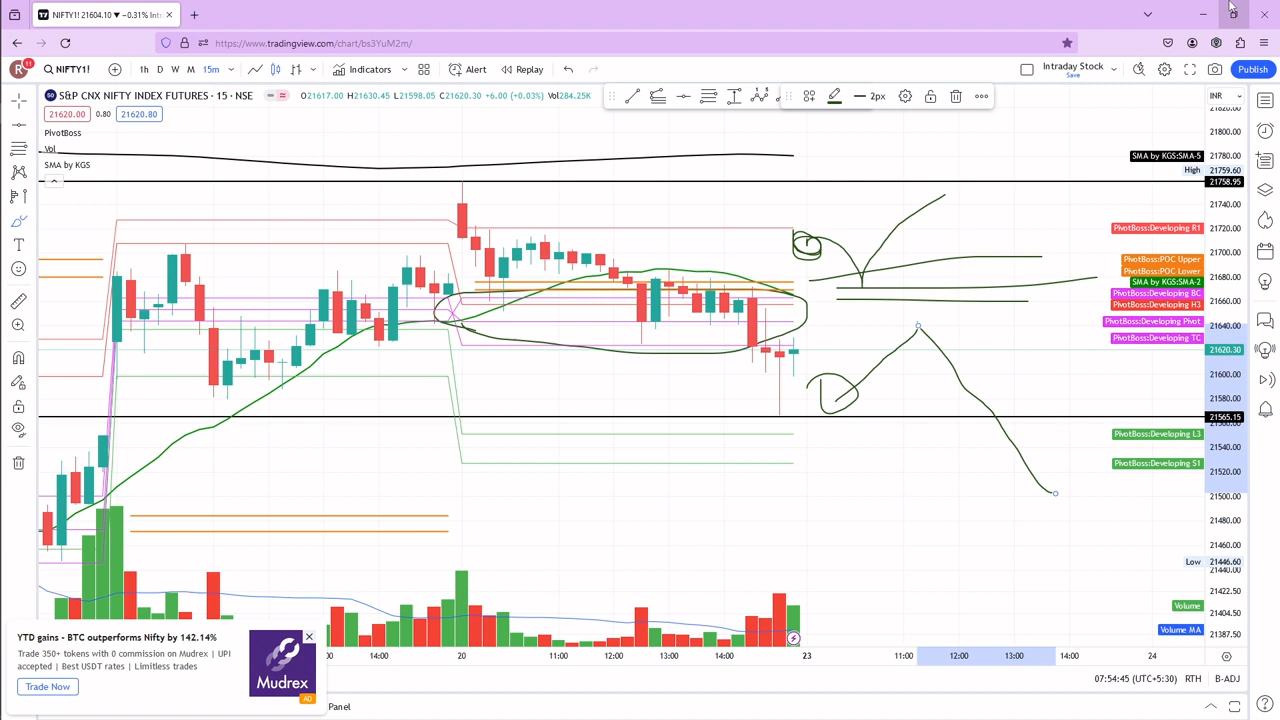 NIFTY1! 21604.10 ▼ −0.31% Int
https://www.tradingview.com/chart/bs3YuM2m/
R 11 NIFTY1! 1h D W M 15m Indicators Alert Replay Intraday Stock Save Publish
S&P CNX NIFTY INDEX FUTURES · 15 · NSE O21617.00 H21630.45 L21598.05 C21620.30 +6.00 (+0.03%) Vol284.25K 2px INR
21620.00 0.80 21620.80
PivotBoss
Vol
SMA by KGS
21820.00
21800.00
SMA by KGS:SMA-5 21780.00
High 21759.60
21758.95
21740.00
PivotBoss:Developing R1 21720.00
21700.00
PivotBoss:POC Upper
PivotBoss:POC Lower 21680.00
SMA by KGS:SMA-2
PivotBoss:Developing BC
PivotBoss:Developing H3 21660.00
PivotBoss:Developing Pivot 21640.00
PivotBoss:Developing TC
21620.30
21600.00
21580.00
21565.15
PivotBoss:Developing L3 21540.00
PivotBoss:Developing S1 21520.00
21500.00
21480.00
21460.00
Low 21446.60
21440.00
21422.50
Volume 21404.50
Volume MA 21387.50
YTD gains - BTC outperforms Nifty by 142.14%
Trade 350+ tokens with 0 commission on Mudrex | UPI
accepted | Best USDT rates | Limitless trades
Trade Now
Mudrex
AD
14:00 20 11:00 12:00 13:00 14:00 23 11:00 12:00 13:00 14:00 24
07:54:45 (UTC+5:30) RTH B-ADJ
Panel